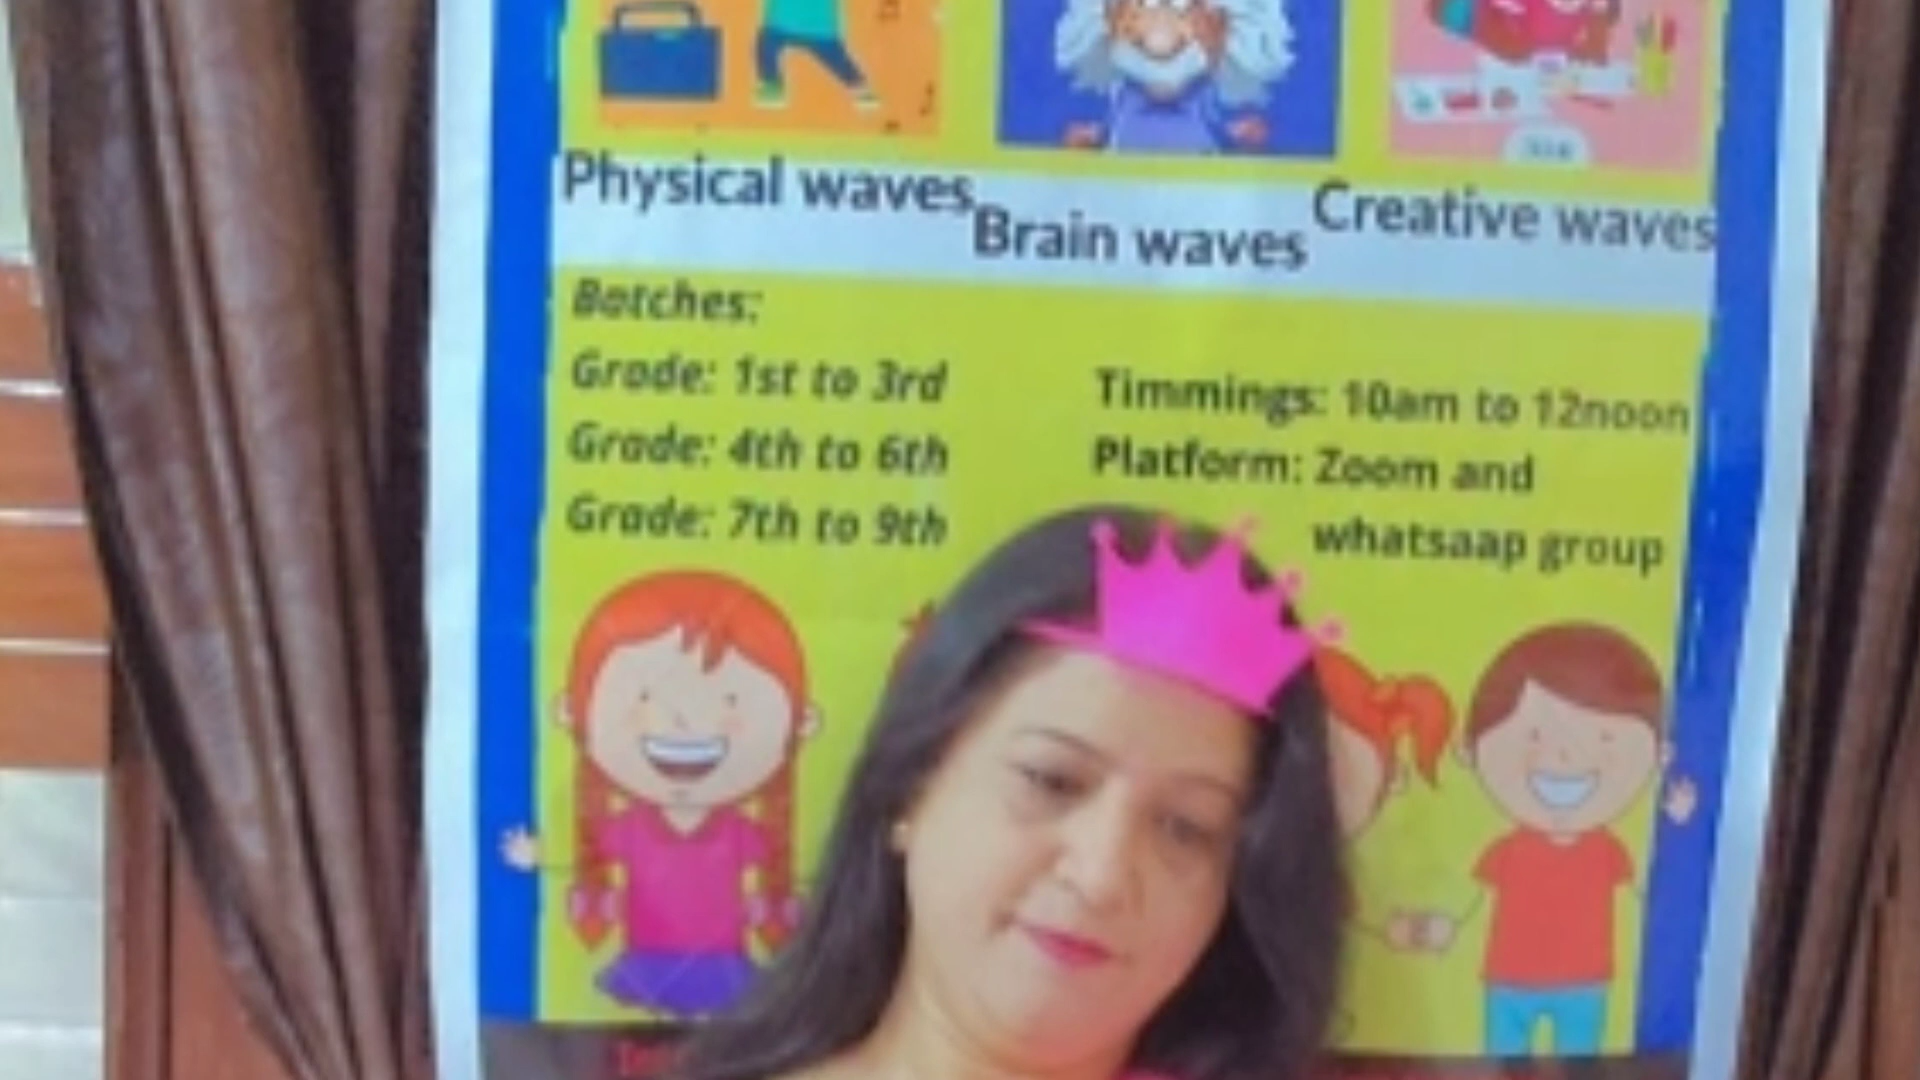 Physical waves
Brain waves
Creative waves
Batches:
Grade: 1st to 3rd
Grade: 4th to 6th
Grade: 7th to 9th
Timmings: 10am to 12noon
Platform: Zoom and
whatsaap group